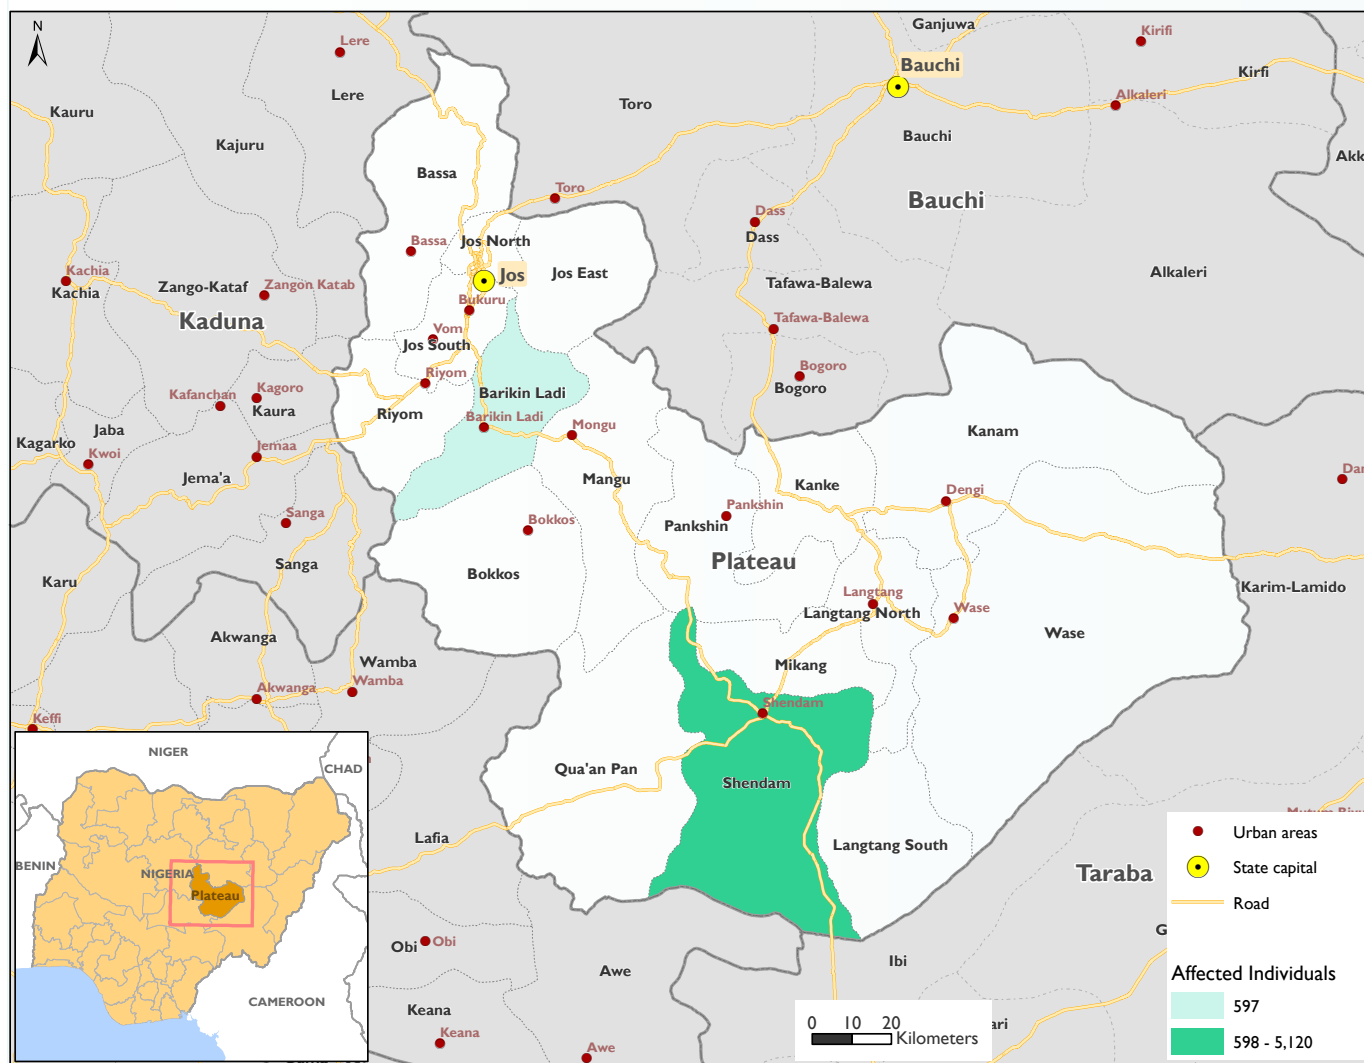 N
Ganjuwa
Lere
Kirifi
Bauchi
Kirfi
Lere
Toro
Alkaleri
Kauru
Bauchi
Kajuru
Akk
Bassa
Toro
Bauchi
Dass
Dass
Bassa
Jos North
Jos
Jos East
Alkaleri
Kachia
Kachia
Zango-Kataf
Zangon Katab
Tafawa-Balewa
Kaduna
Bukuru
Tafawa-Balewa
Vom
Jos South
Riyom
Bogoro
Bogoro
Kafanchan
Kagoro
Kaura
Barikin Ladi
Riyom
Barikin Ladi
Mongu
Jaba
Kagarko
Kwoi
Jemaa
Jema'a
Kanam
Mangu
Kanke
Dengi
Dar
Sanga
Sanga
Bokkos
Pankshin
Pankshin
Plateau
Bokkos
Karu
Karim-Lamido
Langtang
Langtang North
Wase
Wase
Akwanga
Wamba
Wamba
Mikang
Akwanga
Shendam
Keffi
Qua'an Pan
Shendam
Lafia
Langtang South
Taraba
Obi
Obi
Awe
Ibi
Keana
Keana
Awe
ari
G
NIGER
CHAD
BENIN
NIGERIA
Plateau
CAMEROON
0 10 20
Kilometers
Urban areas
State capital
Road
Affected Individuals
597
598 - 5,120